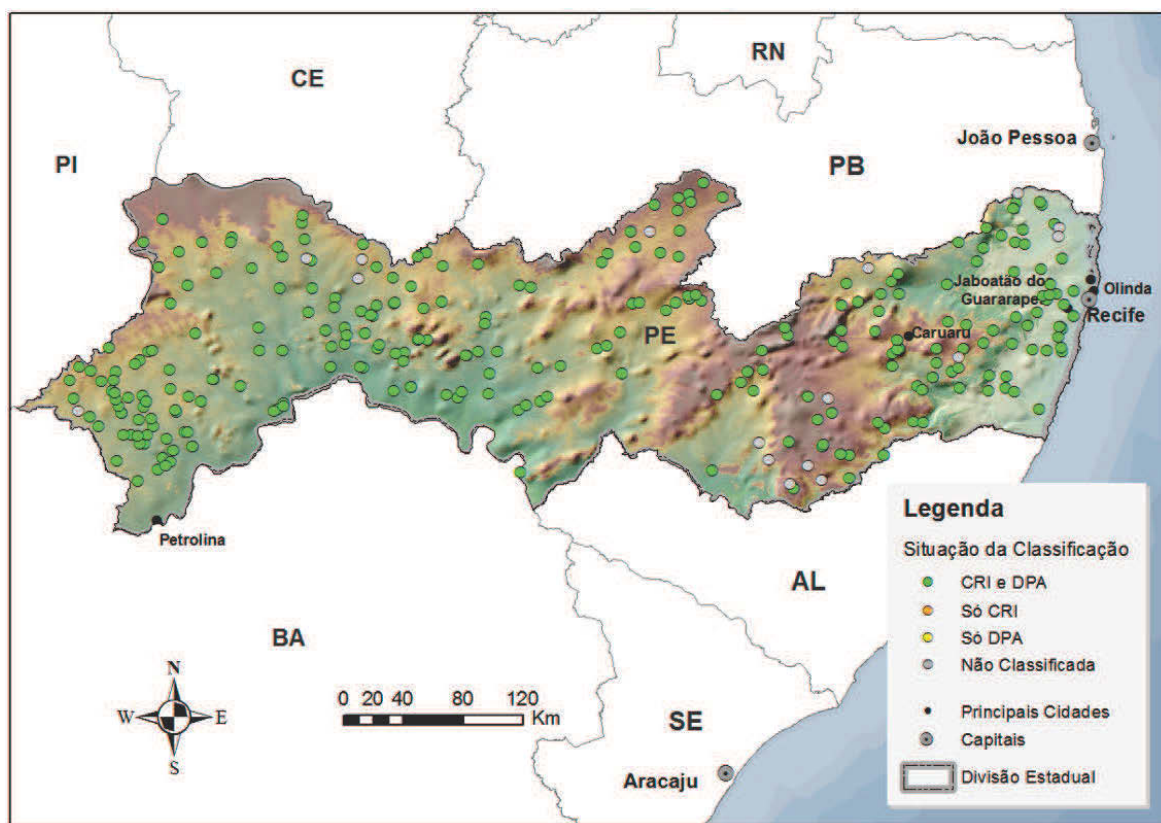 RN
CE
João Pessoa
PI
PB
Jaboatão do
Guararape
Olinda
Recife
PE
Caruaru
Petrolina
Legenda
Situação da Classificação
CRI e DPA
Só CRI
Só DPA
Não Classificada
Principais Cidades
Capitais
Divisão Estadual
AL
BA
N
W E
S
0 20 40 80 120
Km
SE
Aracaju